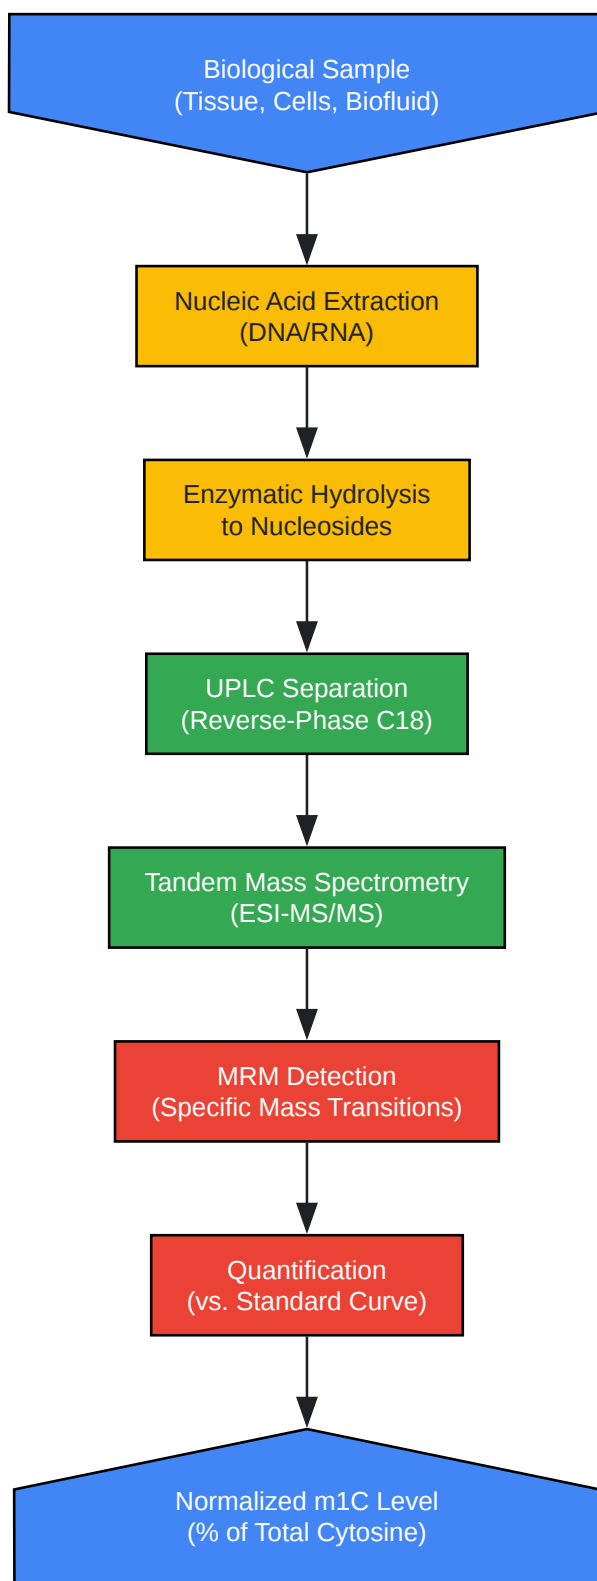 Biological Sample
(Tissue, Cells, Biofluid)
Nucleic Acid Extraction
(DNA/RNA)
Enzymatic Hydrolysis
to Nucleosides
UPLC Separation
(Reverse-Phase C18)
Tandem Mass Spectrometry
(ESI-MS/MS)
MRM Detection
(Specific Mass Transitions)
Quantification
(vs. Standard Curve)
Normalized m1C Level
(% of Total Cytosine)